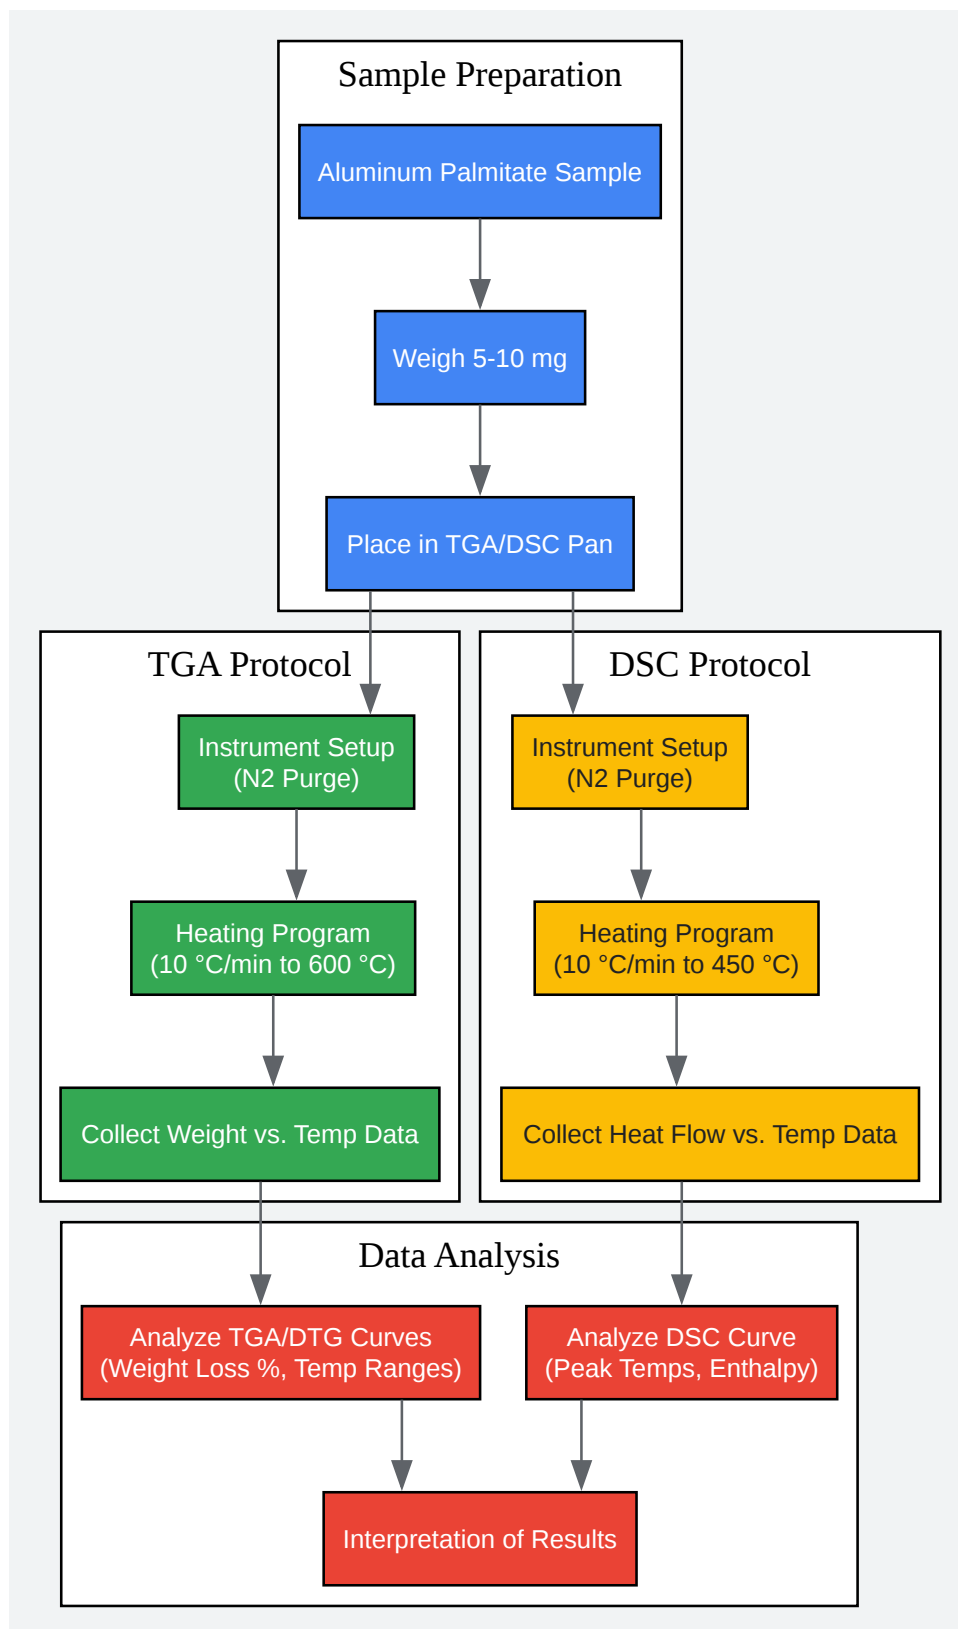 Sample Preparation
Aluminum Palmitate Sample
Weigh 5-10 mg
Place in TGA/DSC Pan
TGA Protocol
Instrument Setup
(N2 Purge)
Heating Program
(10 °C/min to 600 °C)
Collect Weight vs. Temp Data
DSC Protocol
Instrument Setup
(N2 Purge)
Heating Program
(10 °C/min to 450 °C)
Collect Heat Flow vs. Temp Data
Data Analysis
Analyze TGA/DTG Curves
(Weight Loss %, Temp Ranges)
Analyze DSC Curve
(Peak Temps, Enthalpy)
Interpretation of Results